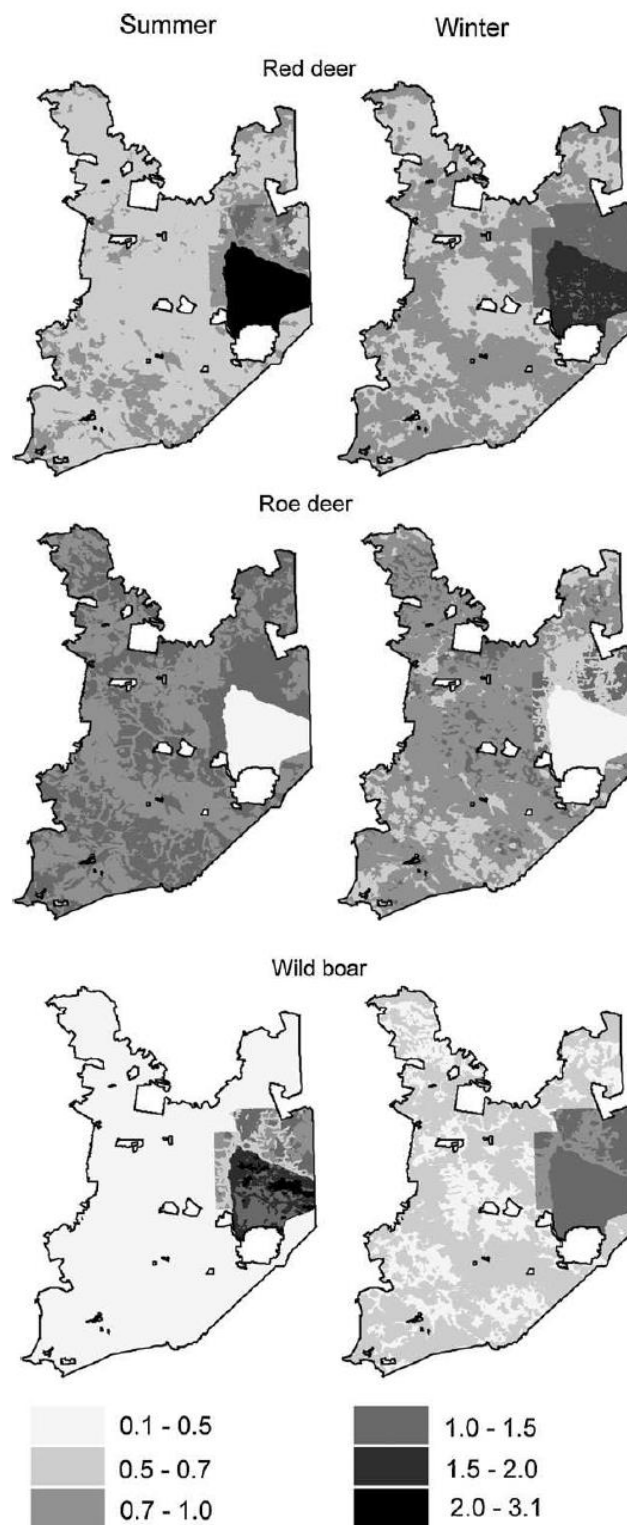 Summer Winter
Red deer
Roe deer
Wild boar
0.1 - 0.5 1.0 - 1.5
0.5 - 0.7 1.5 - 2.0
0.7 - 1.0 2.0 - 3.1